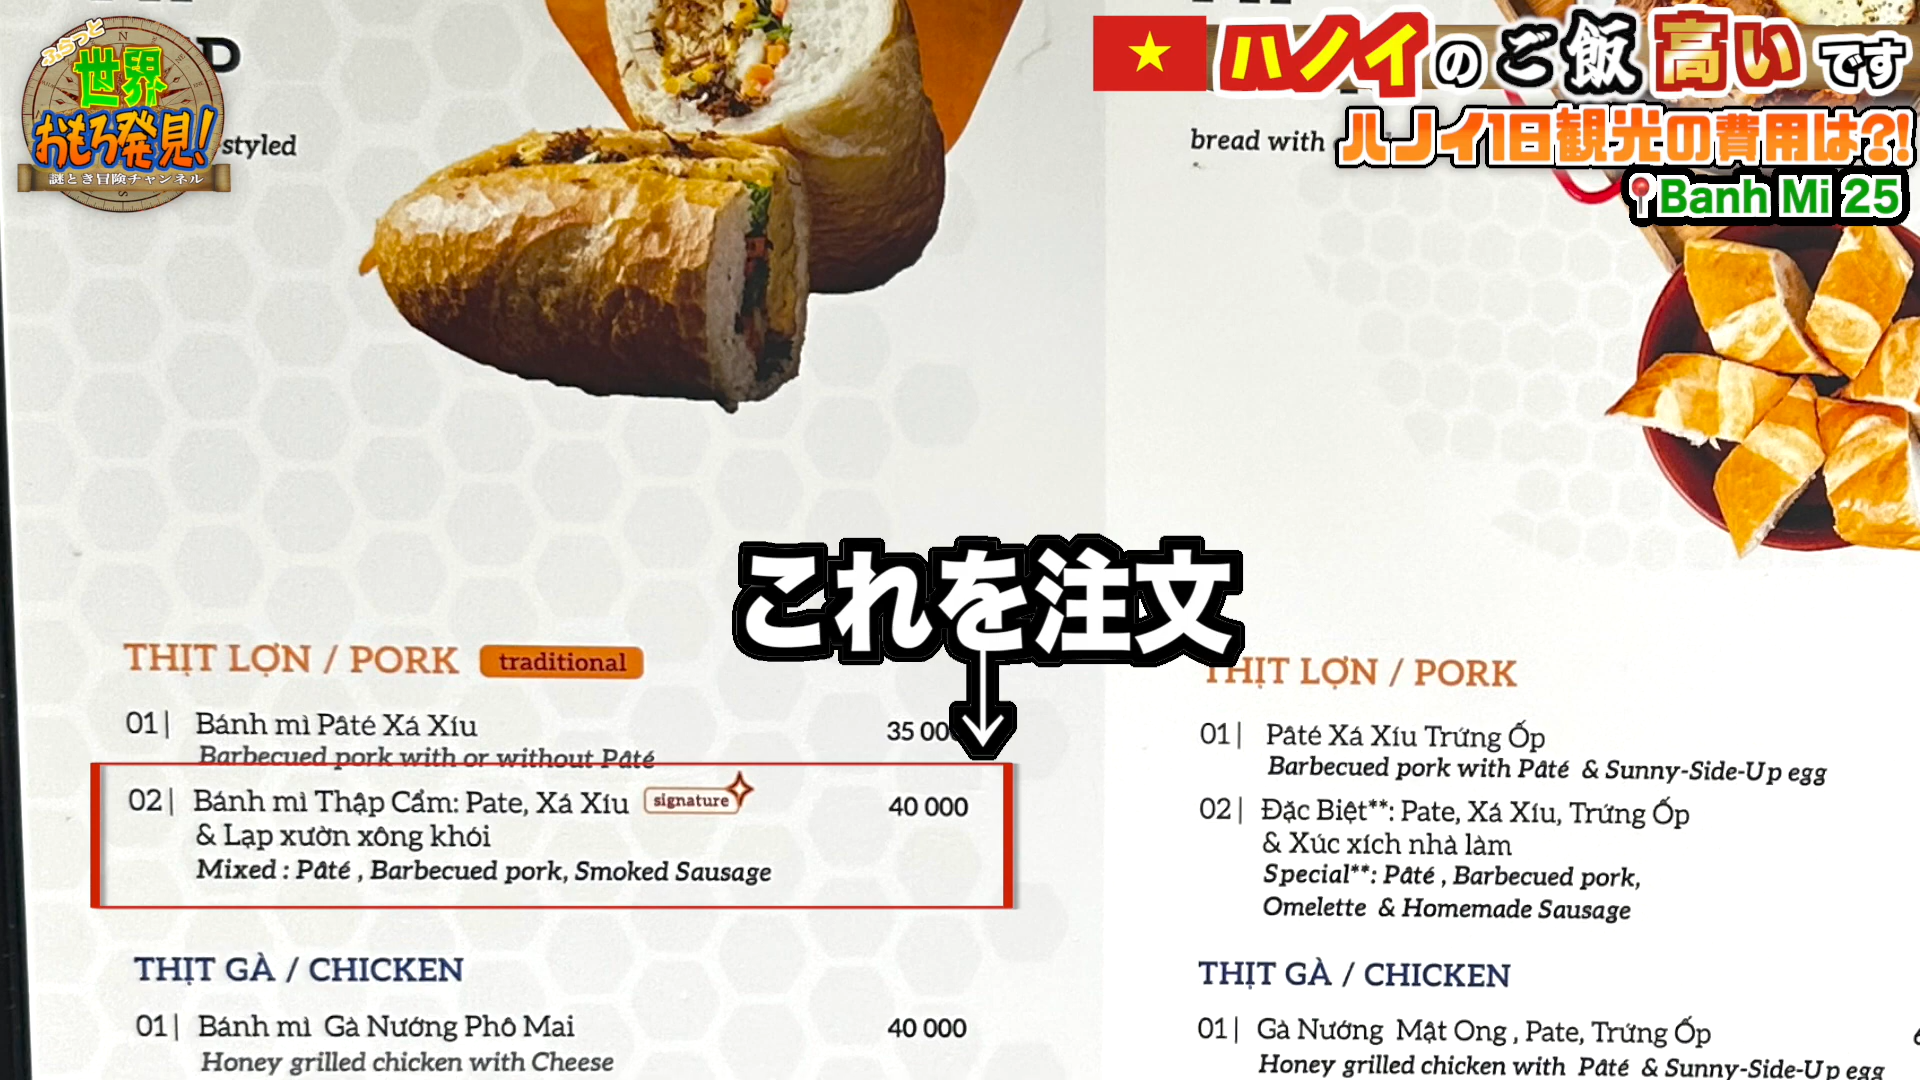 ふらっと
世界
おもろ発見!
謎とき冒険チャンネル
styled
ハノイのご飯高いです
ハノイ1日観光の費用は?!
bread with
Banh Mi 25
これを注文
THỊT LỢN / PORK traditional
01| Bánh mì Pâté Xá Xíu 35 00
Barbecued pork with or without Pâté
02| Bánh mì Thập Cẩm: Pate, Xá Xíu signature 40 000
& Lạp xườn xông khói
Mixed : Pâté , Barbecued pork, Smoked Sausage
THỊT GÀ / CHICKEN
01| Bánh mì Gà Nướng Phô Mai 40 000
Honey grilled chicken with Cheese
THỊT LỢN / PORK
01| Pâté Xá Xíu Trứng Ốp
Barbecued pork with Pâté & Sunny-Side-Up egg
02| Đặc Biệt**: Pate, Xá Xíu, Trứng Ốp
& Xúc xích nhà làm
Special**: Pâté , Barbecued pork,
Omelette & Homemade Sausage
THỊT GÀ / CHICKEN
01| Gà Nướng Mật Ong , Pate, Trứng Ốp
Honey grilled chicken with Pâté & Sunny-Side-Up egg